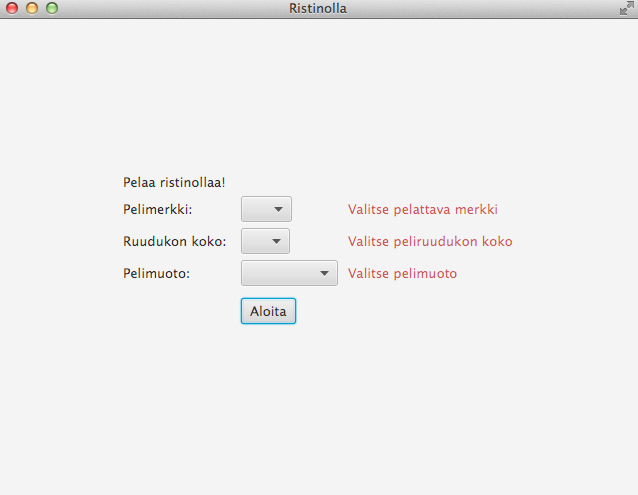 Ristinolla
Pelaa ristinollaa!
Pelimerkki: Valitse pelattava merkki
Ruudukon koko: Valitse peliruudukon koko
Pelimuoto: Valitse pelimuoto
Aloita